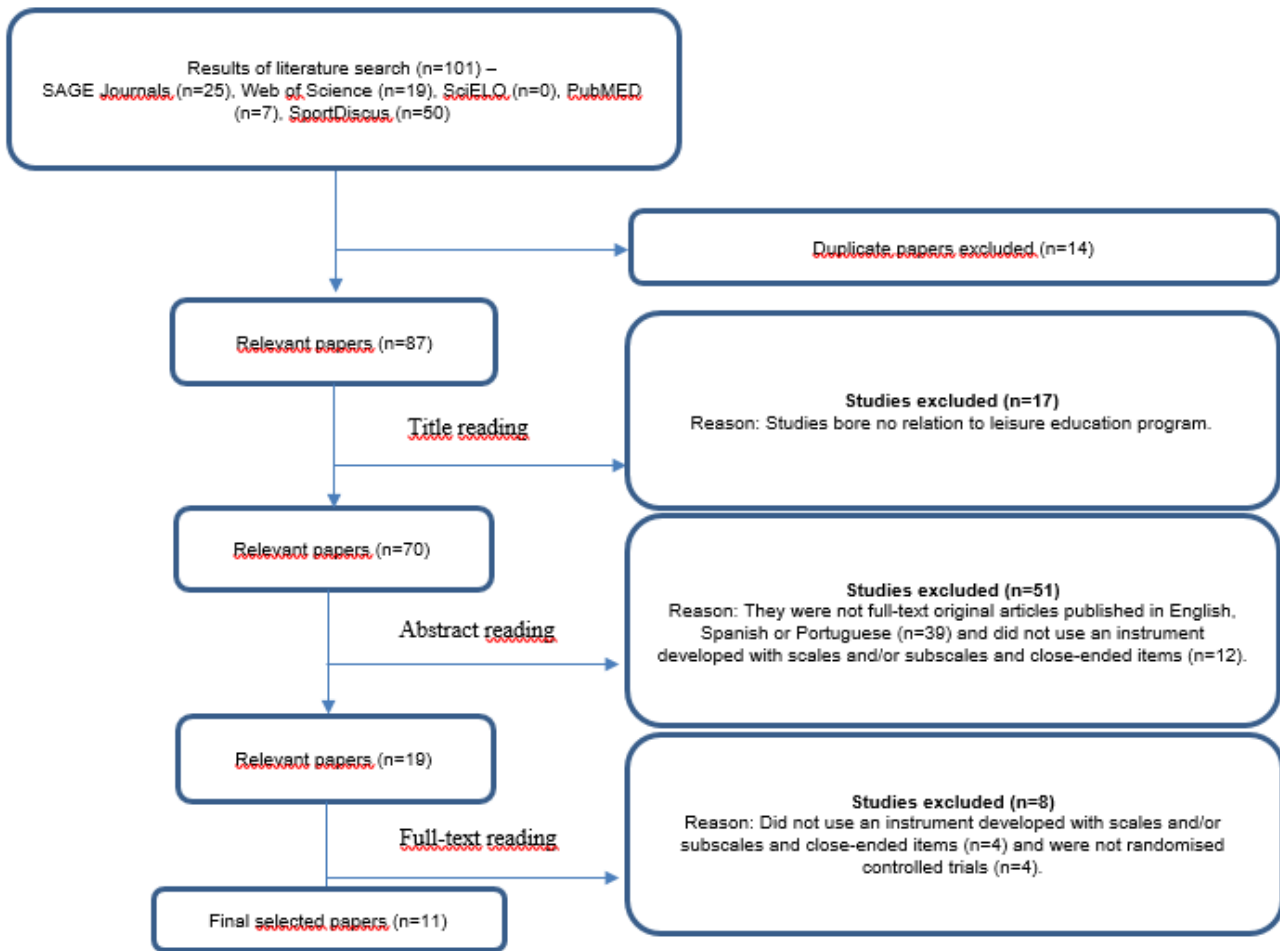 Results of literature search (n=101) –
SAGE Journals (n=25), Web of Science (n=19), SciELO (n=0), PubMED
(n=7), SportDiscus (n=50)
Duplicate papers excluded (n=14)
Relevant papers (n=87)
Title reading
Studies excluded (n=17)
Reason: Studies bore no relation to leisure education program.
Relevant papers (n=70)
Abstract reading
Studies excluded (n=51)
Reason: They were not full-text original articles published in English,
Spanish or Portuguese (n=39) and did not use an instrument
developed with scales and/or subscales and close-ended items (n=12).
Relevant papers (n=19)
Full-text reading
Studies excluded (n=8)
Reason: Did not use an instrument developed with scales and/or
subscales and close-ended items (n=4) and were not randomised
controlled trials (n=4).
Final selected papers (n=11)